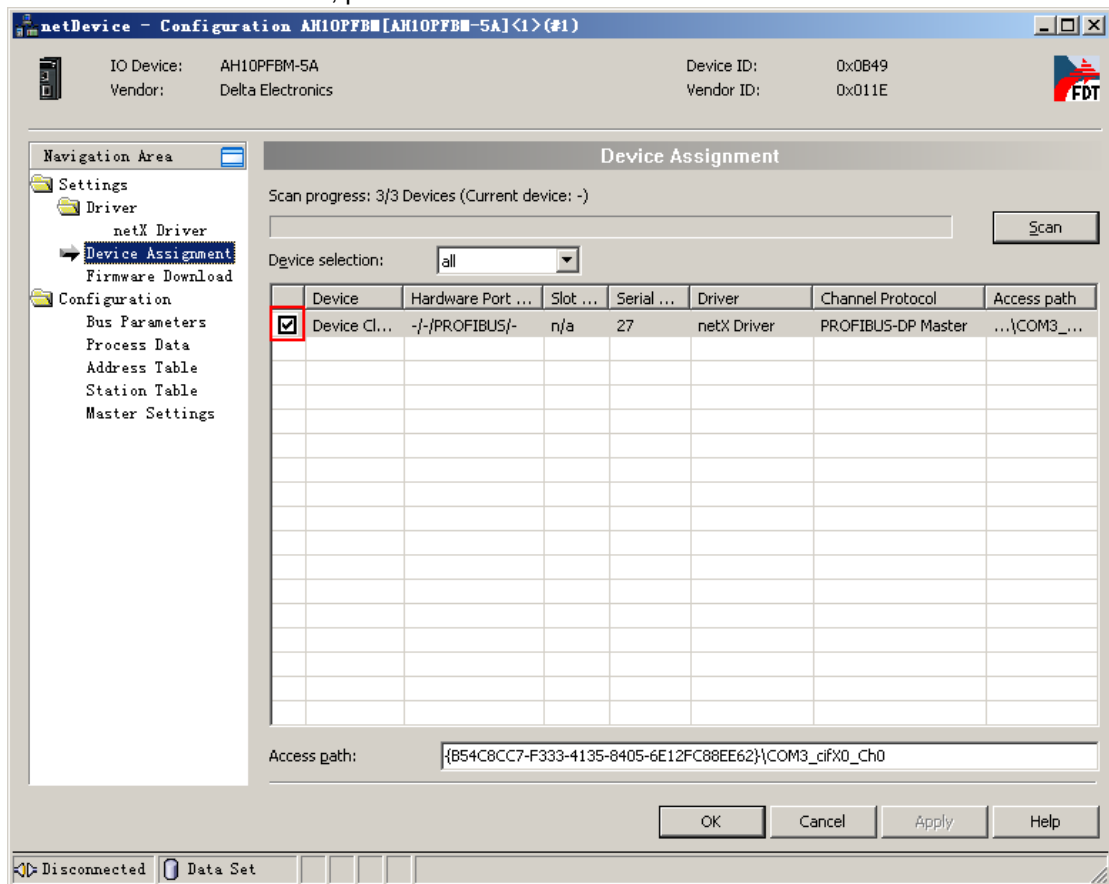 netDevice - Configuration AH10PFBM[AH10PFBM-5A]<1>(#1)
IO Device: AH10PFBM-5A Device ID: 0x0B49
Vendor: Delta Electronics Vendor ID: 0x011E
FDT
Navigation Area
Settings
Driver
netX Driver
Device Assignment
Firmware Download
Configuration
Bus Parameters
Process Data
Address Table
Station Table
Master Settings
Device Assignment
Scan progress: 3/3 Devices (Current device: -)
Scan
Device selection: all
Device Hardware Port ... Slot ... Serial ... Driver Channel Protocol Access path
Device Cl... -/-/PROFIBUS/- n/a 27 netX Driver PROFIBUS-DP Master ...\COM3_...
Access path: {B54C8CC7-F333-4135-8405-6E12FC88EE62}\COM3_cifX0_Ch0
OK Cancel Apply Help
Disconnected Data Set